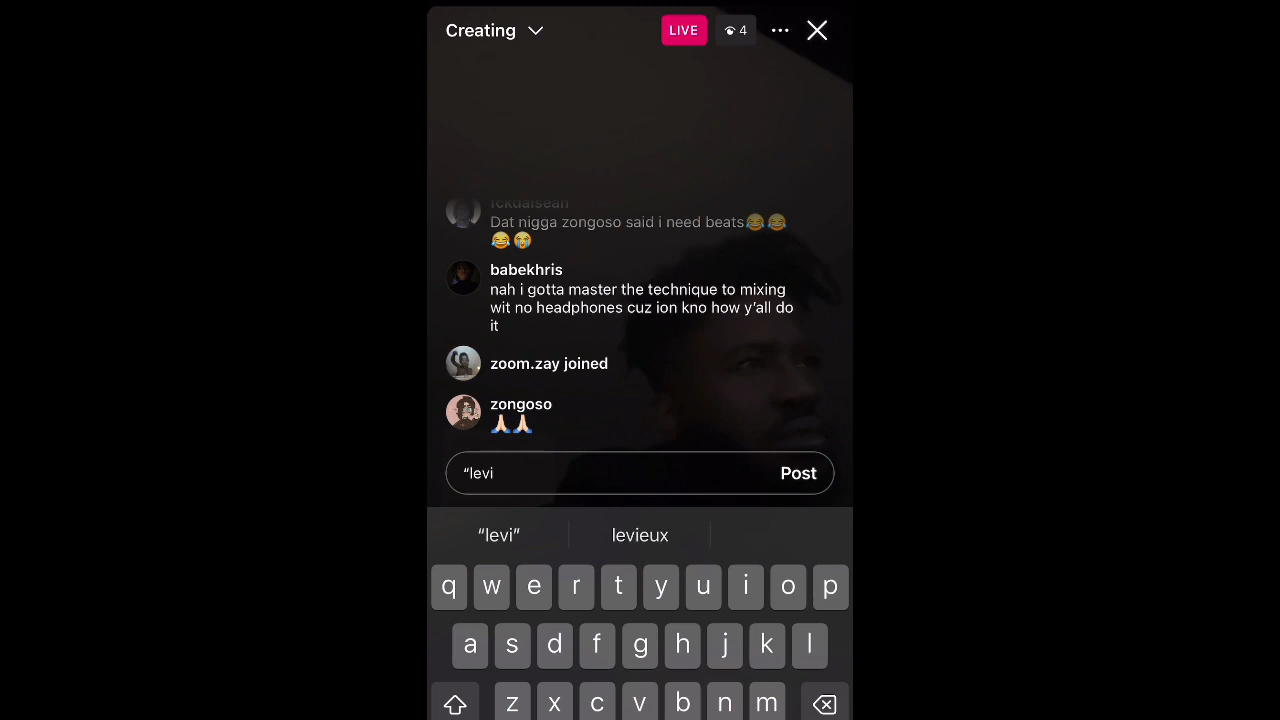 Creating
LIVE
4
fckdatsean
Dat nigga zongoso said i need beats😂😂
😂😭
babekhris
nah i gotta master the technique to mixing
wit no headphones cuz ion kno how y'all do
it
zoom.zay joined
zongoso
🙏🏻🙏🏻
“levi
Post
“levi”
levieux
q w e r t y u i o p
a s d f g h j k l
z x c v b n m